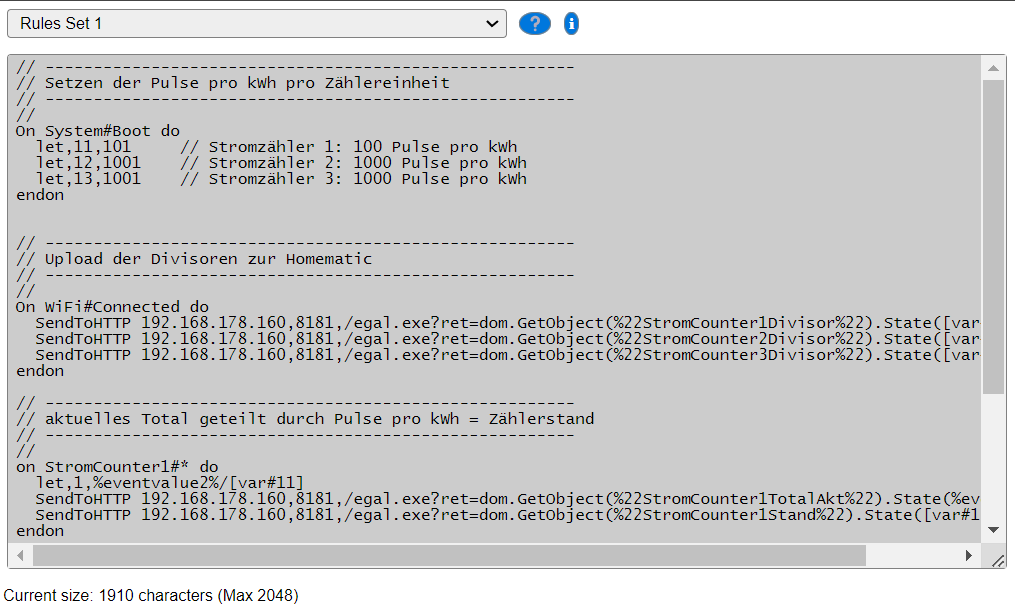 Rules Set 1
?
i
// -------------------------------------------------------
// Setzen der Pulse pro kWh pro Zählereinheit
// -------------------------------------------------------
//
On System#Boot do
  let,11,101     // Stromzähler 1: 100 Pulse pro kWh
  let,12,1001    // Stromzähler 2: 1000 Pulse pro kWh
  let,13,1001    // Stromzähler 3: 1000 Pulse pro kWh
endon
// -------------------------------------------------------
// Upload der Divisoren zur Homematic
// -------------------------------------------------------
//
On WiFi#Connected do
  SendToHTTP 192.168.178.160,8181,/egal.exe?ret=dom.GetObject(%22StromCounter1Divisor%22).State([var
  SendToHTTP 192.168.178.160,8181,/egal.exe?ret=dom.GetObject(%22StromCounter2Divisor%22).State([var
  SendToHTTP 192.168.178.160,8181,/egal.exe?ret=dom.GetObject(%22StromCounter3Divisor%22).State([var
endon
// -------------------------------------------------------
// aktuelles Total geteilt durch Pulse pro kWh = Zählerstand
// -------------------------------------------------------
//
on StromCounter1#* do
  let,1,%eventvalue2%/[var#11]
  SendToHTTP 192.168.178.160,8181,/egal.exe?ret=dom.GetObject(%22StromCounter1TotalAkt%22).State(%ev
  SendToHTTP 192.168.178.160,8181,/egal.exe?ret=dom.GetObject(%22StromCounter1Stand%22).State([var#1
endon
Current size: 1910 characters (Max 2048)